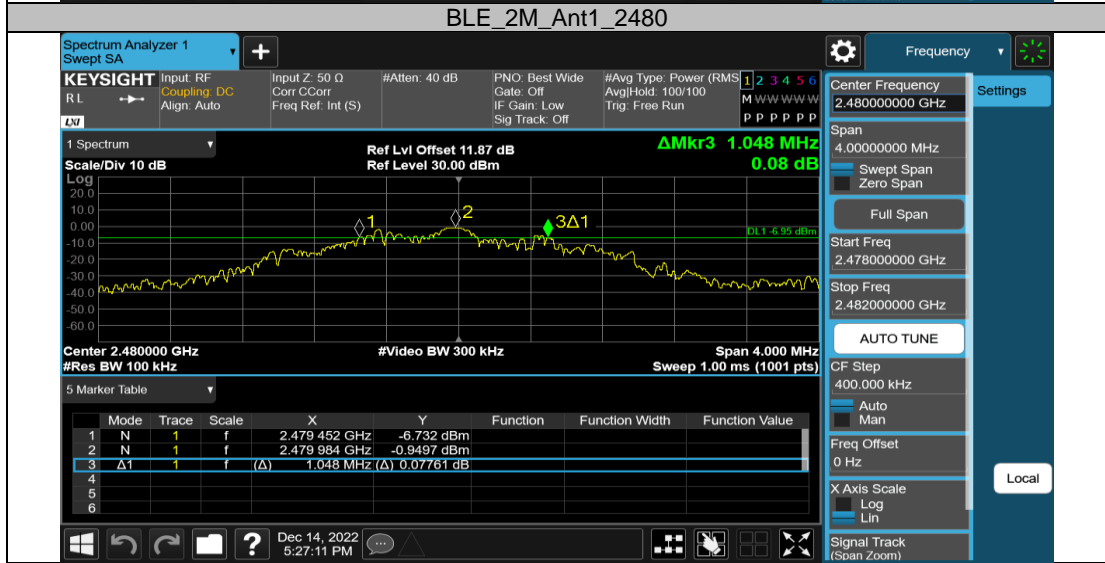 BLE_2M_Ant1_2480
Spectrum Analyzer 1
Swept SA
▼
+
Frequency ▼
KEYSIGHT
RL
LXI
Input: RF
Coupling: DC
Align: Auto
Input Z: 50 Ω
Corr CCorr
Freq Ref: Int (S)
#Atten: 40 dB
PNO: Best Wide
Gate: Off
IF Gain: Low
Sig Track: Off
#Avg Type: Power (RMS
Avg|Hold: 100/100
Trig: Free Run
1 2 3 4 5 6
M W W W W W
P P P P P P
Center Frequency
2.480000000 GHz
Settings
Span
4.00000000 MHz
Swept Span
Zero Span
Full Span
Start Freq
2.478000000 GHz
Stop Freq
2.482000000 GHz
AUTO TUNE
CF Step
400.000 kHz
Auto
Man
Freq Offset
0 Hz
X Axis Scale
Log
Lin
Signal Track
(Span Zoom)
Local
1 Spectrum ▼
Scale/Div 10 dB
Log
Ref Lvl Offset 11.87 dB
Ref Level 30.00 dBm
ΔMkr3 1.048 MHz
0.08 dB
20.0
10.0
0.00
-10.0
-20.0
-30.0
-40.0
-50.0
-60.0
1
2
3Δ1
DL1 -6.95 dBm
Center 2.480000 GHz
#Res BW 100 kHz
#Video BW 300 kHz
Span 4.000 MHz
Sweep 1.00 ms (1001 pts)
5 Marker Table ▼
Mode Trace Scale X Y Function Function Width Function Value
1 N 1 f 2.479 452 GHz -6.732 dBm
2 N 1 f 2.479 984 GHz -0.9497 dBm
3 Δ1 1 f (Δ) 1.048 MHz (Δ) 0.07761 dB
4
5
6
?
Dec 14, 2022
5:27:11 PM